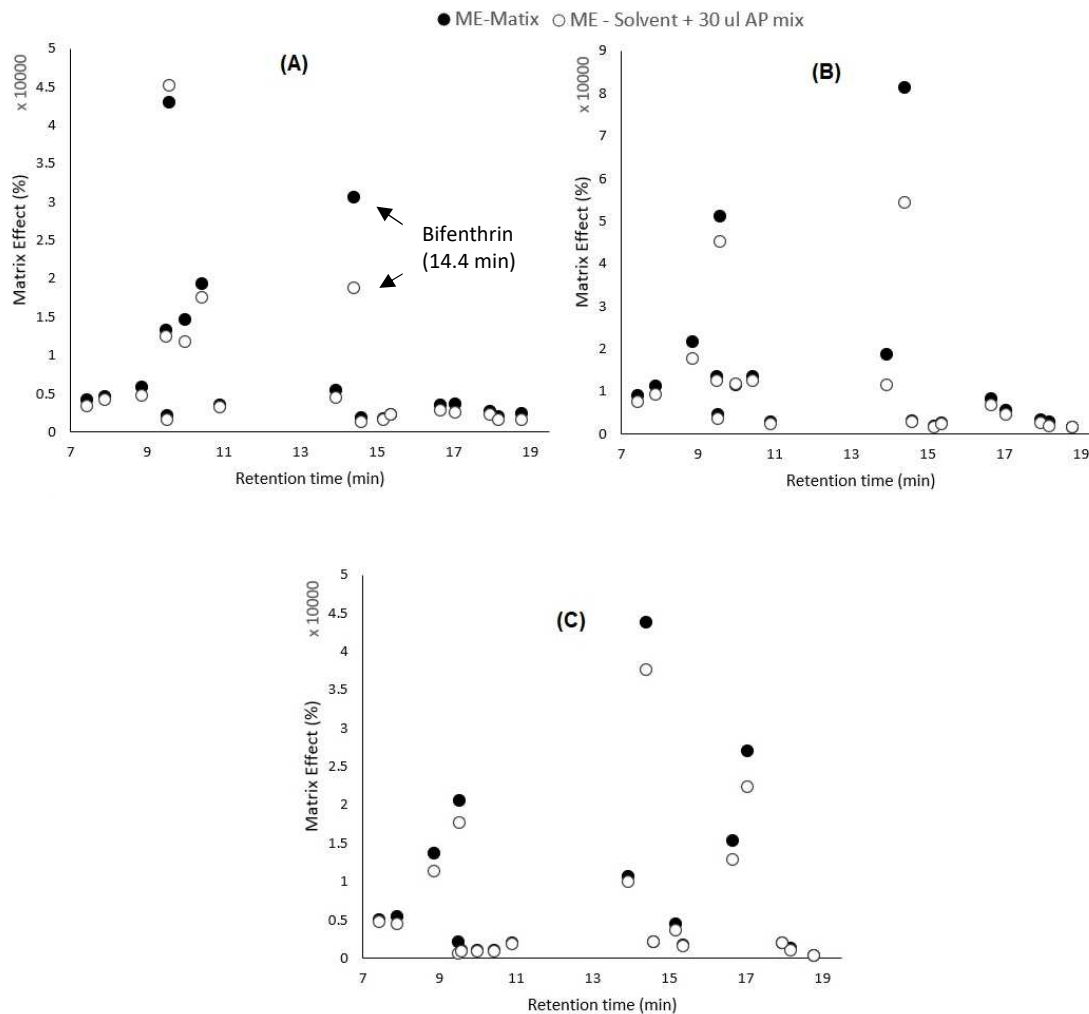 ●ME-Matix ○ ME - Solvent + 30 ul AP mix
(A)
x 10000
Matrix Effect (%)
5
4.5
4
3.5
3
2.5
2
1.5
1
0.5
0
7 9 11 13 15 17 19
Retention time (min)
Bifenthrin
(14.4 min)
(B)
x 10000
Matrix Effect (%)
9
8
7
6
5
4
3
2
1
0
7 9 11 13 15 17 19
Retention time (min)
(C)
x 10000
Matrix Effect (%)
5
4.5
4
3.5
3
2.5
2
1.5
1
0.5
0
7 9 11 13 15 17 19
Retention time (min)